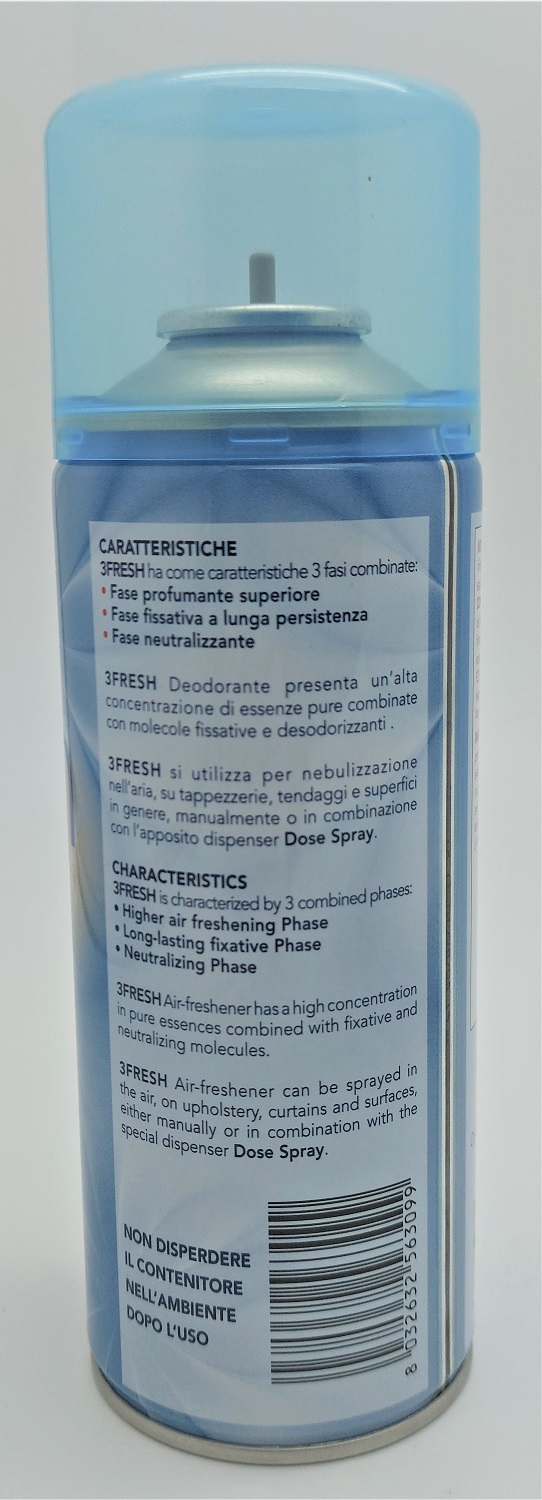 CARATTERISTICHE
3FRESH ha come caratteristiche 3 fasi combinate:
• Fase profumante superiore
• Fase fissativa a lunga persistenza
• Fase neutralizzante
3FRESH Deodorante presenta un'alta
concentrazione di essenze pure combinate
con molecole fissative e desodorizzanti .
3FRESH si utilizza per nebulizzazione
nell'aria, su tappezzerie, tendaggi e superfici
in genere, manualmente o in combinazione
con l'apposito dispenser Dose Spray.
CHARACTERISTICS
3FRESH is characterized by 3 combined phases:
• Higher air freshening Phase
• Long-lasting fixative Phase
• Neutralizing Phase
3FRESH Air-freshener has a high concentration
in pure essences combined with fixative and
neutralizing molecules.
3FRESH Air-freshener can be sprayed in
the air, on upholstery, curtains and surfaces,
either manually or in combination with the
special dispenser Dose Spray.
NON DISPERDERE
IL CONTENITORE
NELL'AMBIENTE
DOPO L'USO
8 032632 563099